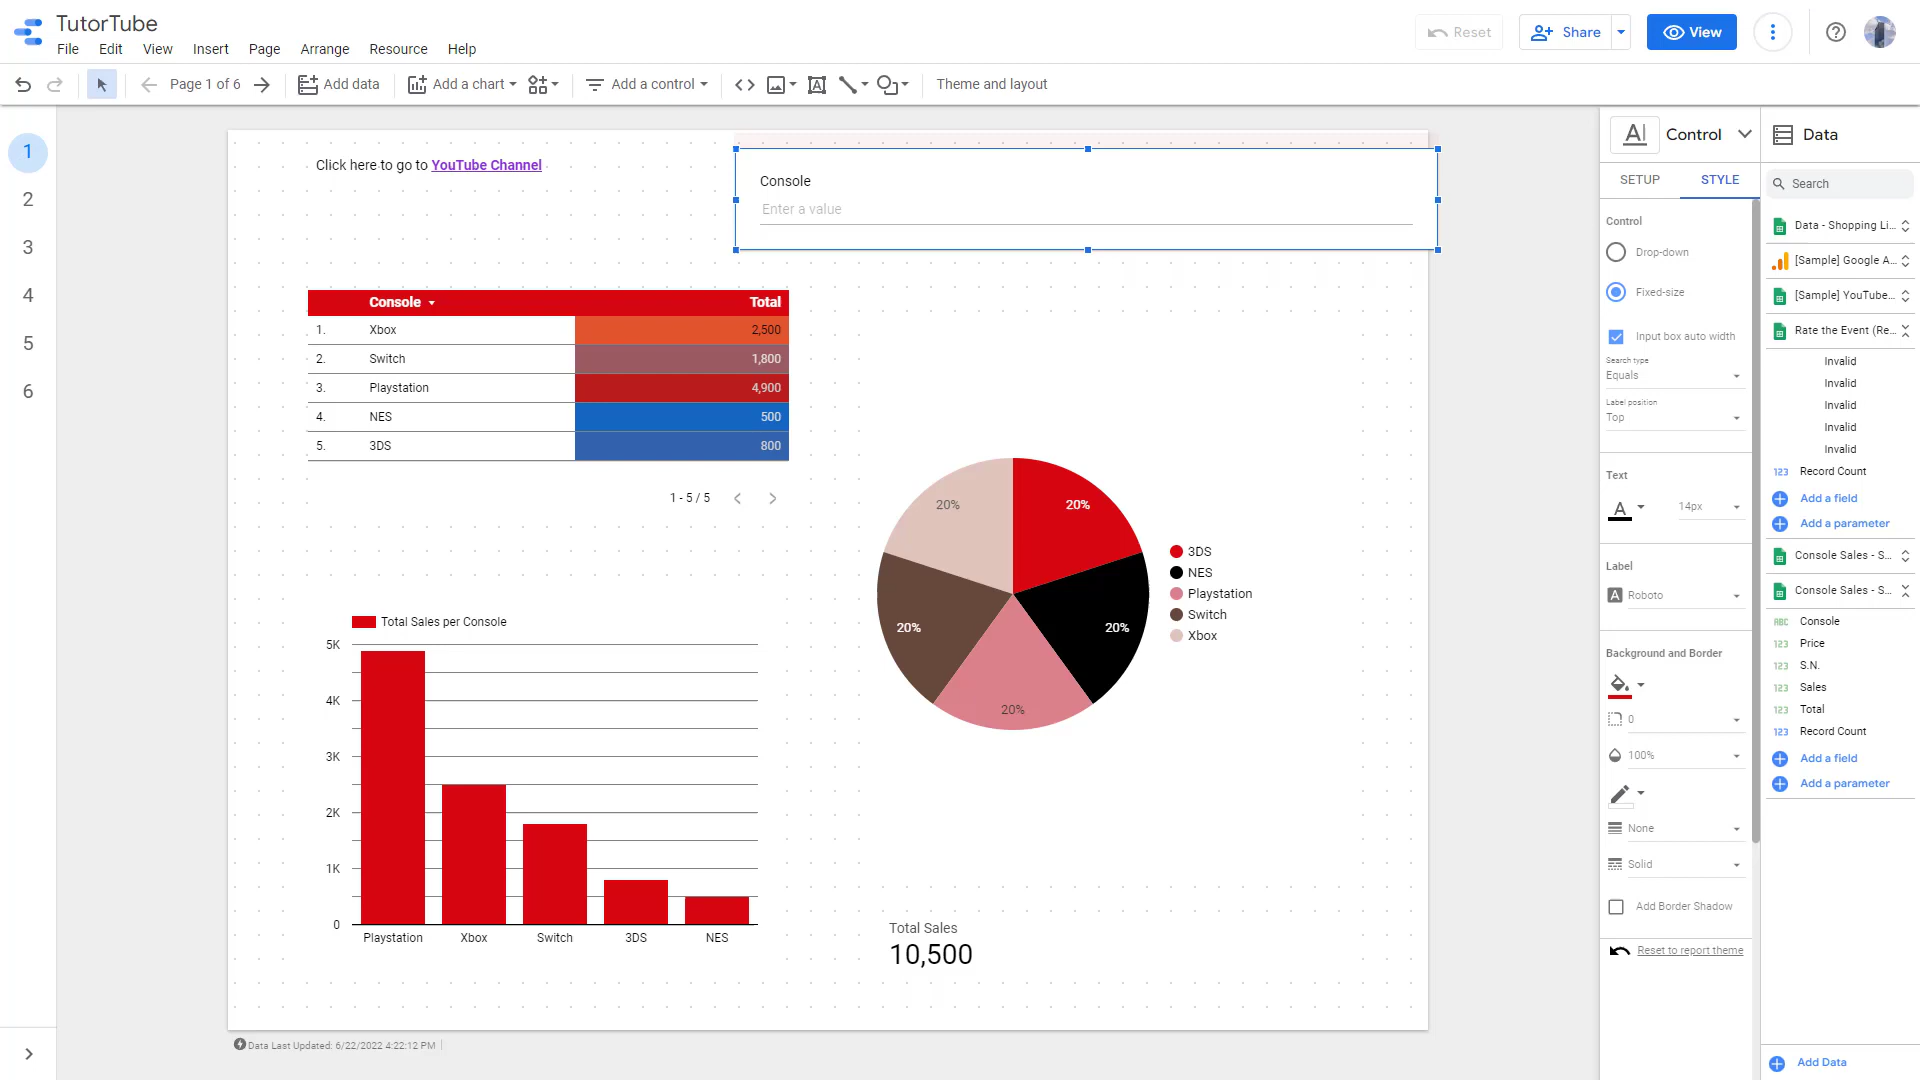 TutorTube
File Edit View Insert Page Arrange Resource Help
Reset Share View
Page 1 of 6 Add data Add a chart Add a control Theme and layout
1
2
3
4
5
6
Click here to go to YouTube Channel
Console
Enter a value
Console Total
1. Xbox 2,500
2. Switch 1,800
3. Playstation 4,900
4. NES 500
5. 3DS 800
1 - 5 / 5
Total Sales per Console
5K
4K
3K
2K
1K
0
Playstation Xbox Switch 3DS NES
20%
20%
20%
20%
20%
3DS
NES
Playstation
Switch
Xbox
Total Sales
10,500
Data Last Updated: 6/22/2022 4:22:12 PM
Control
SETUP STYLE
Control
Drop-down
Fixed-size
Input box auto width
Search type
Equals
Label position
Top
Text
A 14px
Label
Roboto
Background and Border
0
100%
None
Solid
Add Border Shadow
Reset to report theme
Data
Search
Data - Shopping Li...
[Sample] Google A...
[Sample] YouTube...
Rate the Event (Re...
Invalid
Invalid
Invalid
Invalid
Invalid
123 Record Count
Add a field
Add a parameter
Console Sales - S...
Console Sales - S...
ABC Console
123 Price
123 S.N.
123 Sales
123 Total
123 Record Count
Add a field
Add a parameter
Add Data